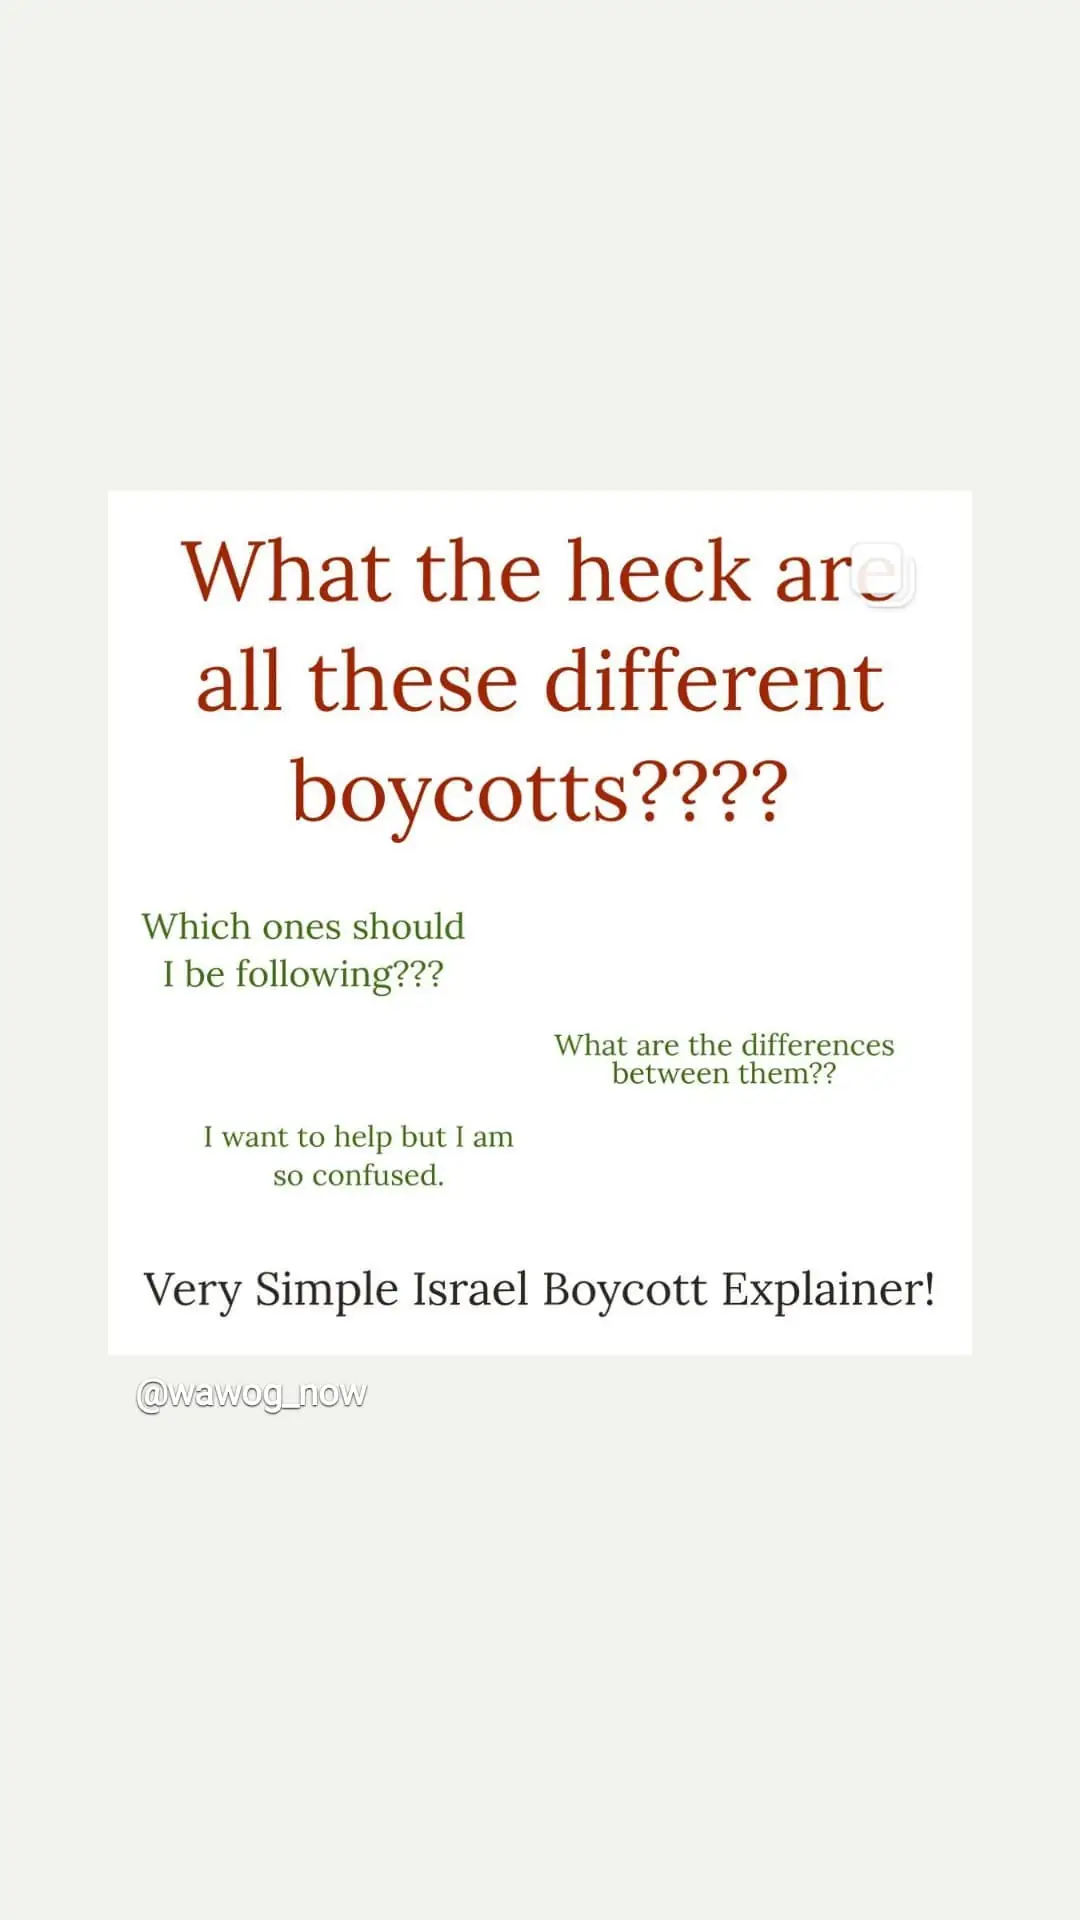 What the heck are
all these different
boycotts????
Which ones should
I be following???
What are the differences
between them??
I want to help but I am
so confused.
Very Simple Israel Boycott Explainer!
@wawog_now